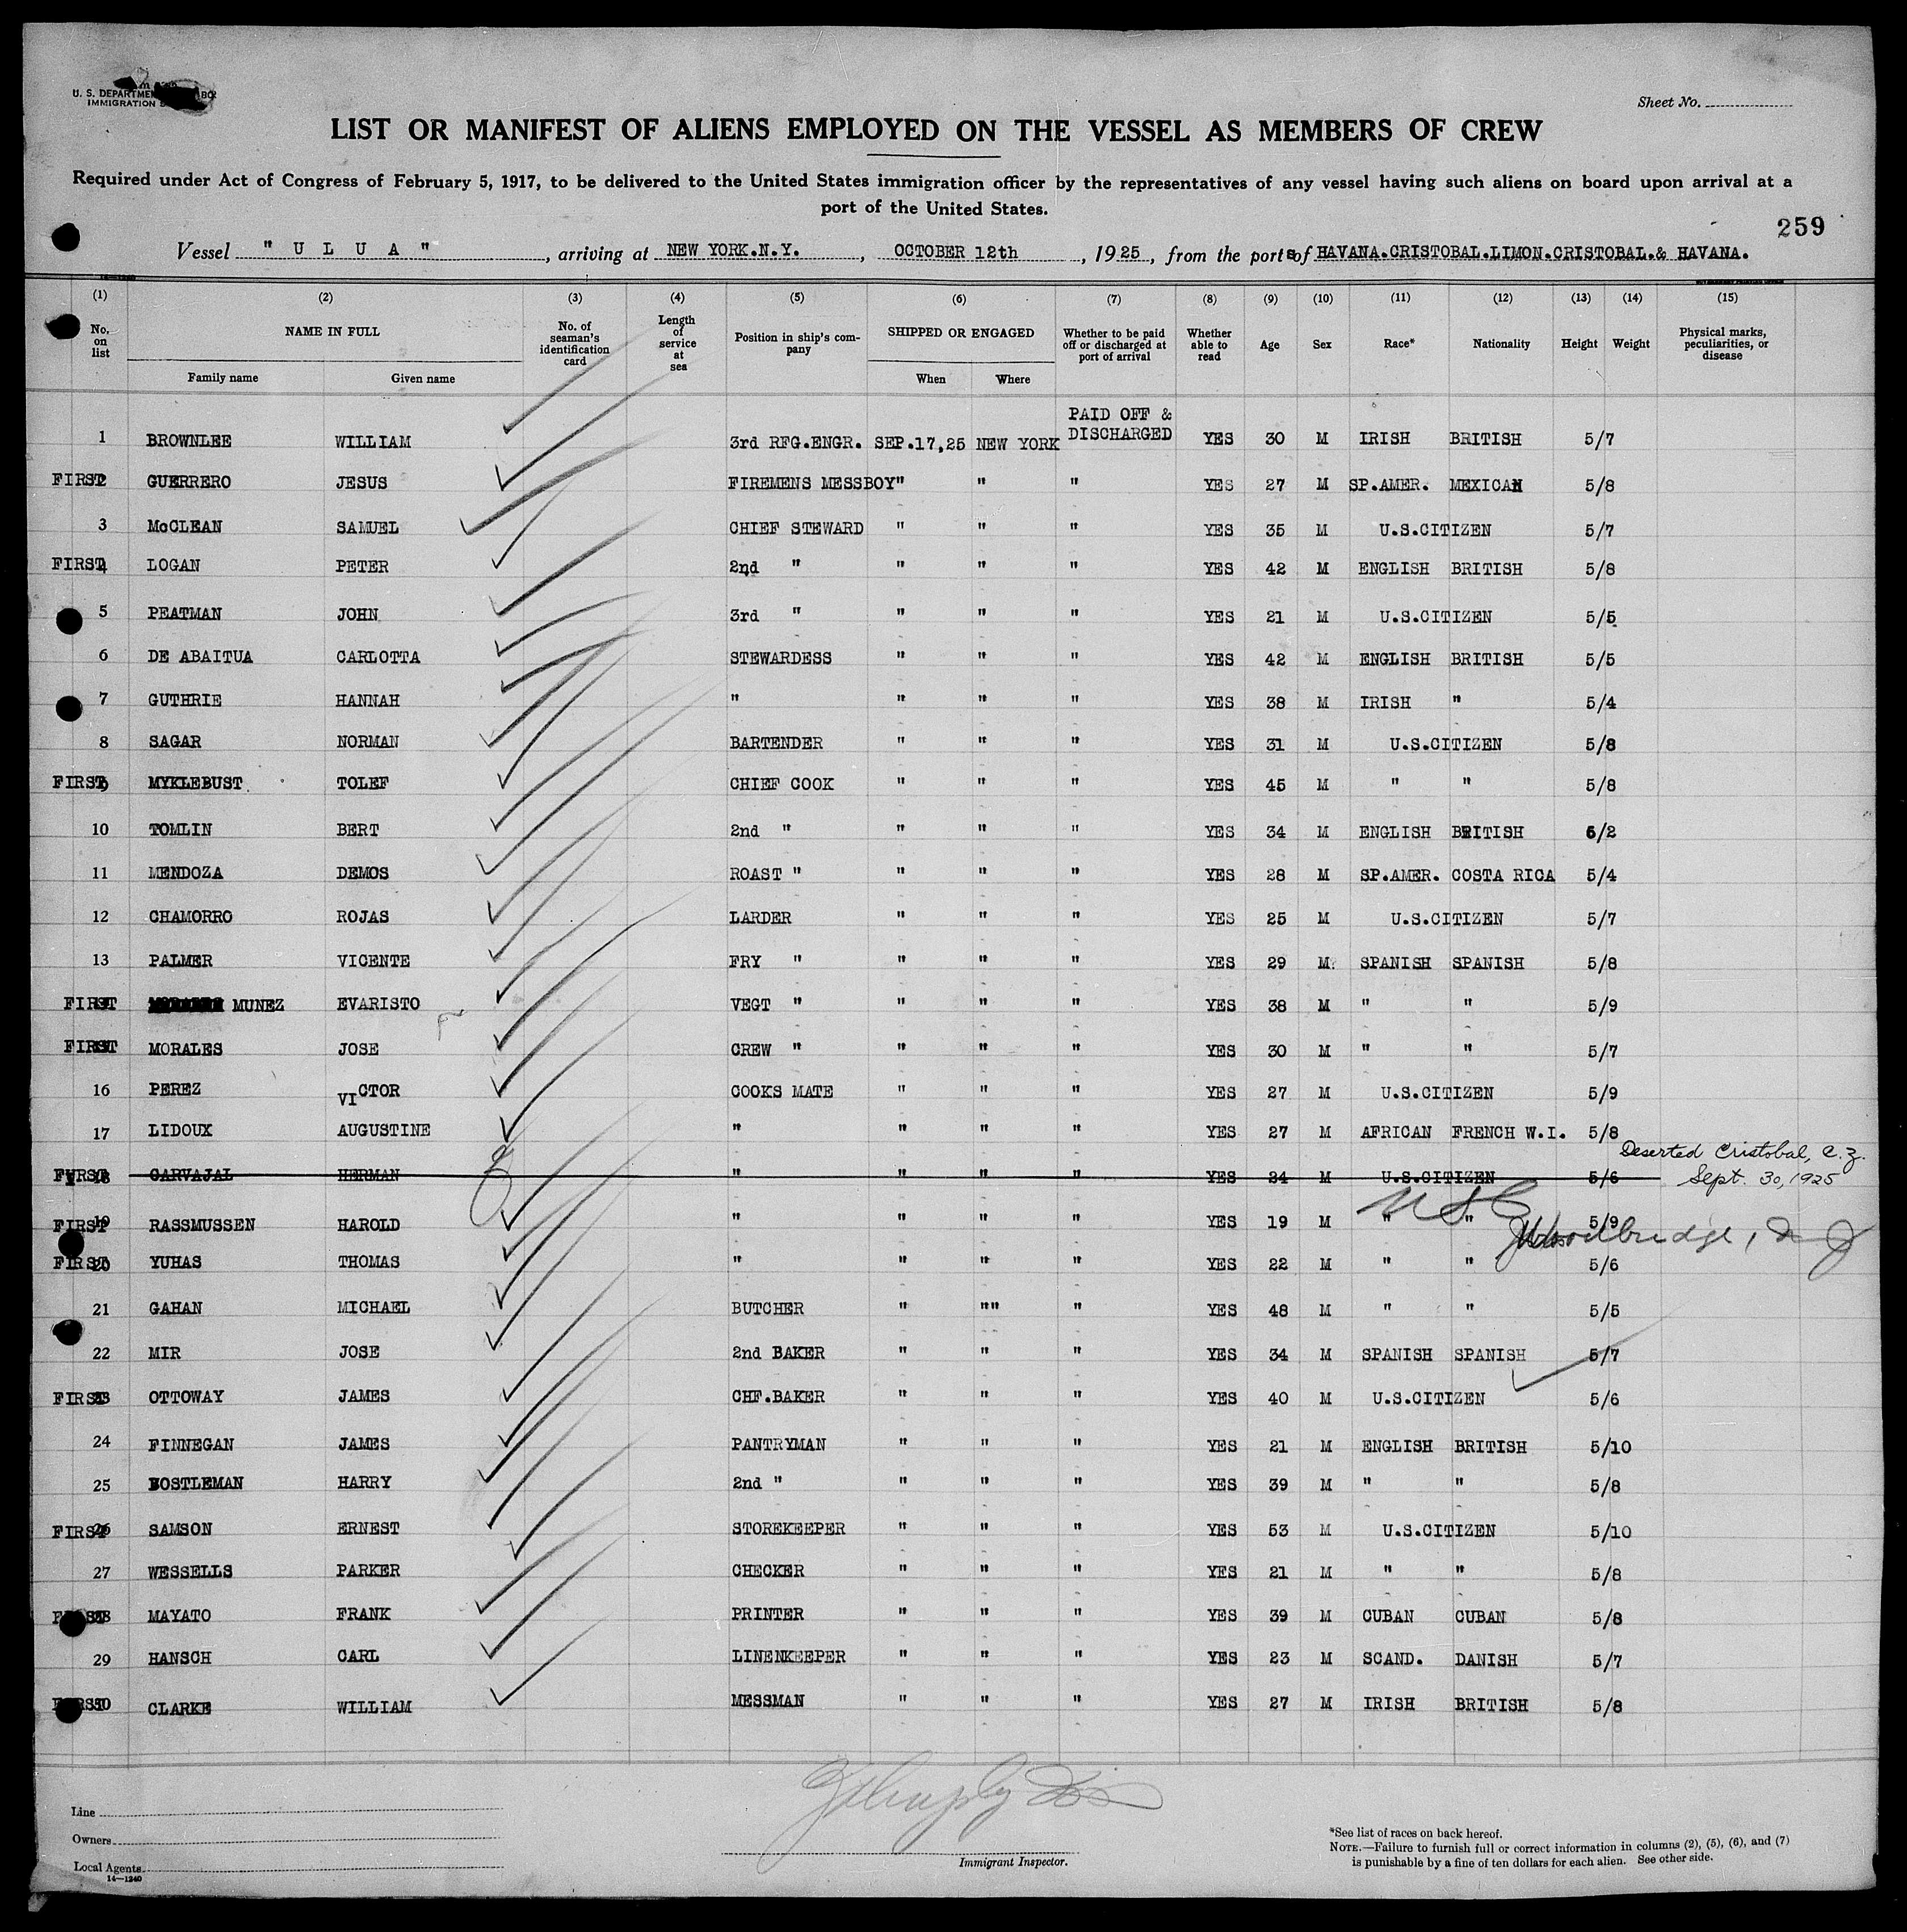 U. S. DEPARTMEN
IMMIGRATION
Sheet No.
LIST OR MANIFEST OF ALIENS EMPLOYED ON THE VESSEL AS MEMBERS OF CREW
Required under Act of Congress of February 5, 1917, to be delivered to the United States immigration officer by the representatives of any vessel having such aliens on board upon arrival at a
port of the United States.
259
Vessel " U L U A " , arriving at NEW YORK.N.Y. , OCTOBER 12th , 1925, from the ports of HAVANA.CRISTOBAL.LIMON.CRISTOBAL.& HAVANA.
(1) (2) (3) (4) (5) (6) (7) (8) (9) (10) (11) (12) (13) (14) (15)
No. on list NAME IN FULL No. of seaman's identification card Length of service at sea Position in ship's company SHIPPED OR ENGAGED Whether to be paid off or discharged at port of arrival Whether able to read Age Sex Race* Nationality Height Weight Physical marks, peculiarities, or disease
Family name Given name When Where
PAID OFF &
1 BROWNLEE WILLIAM 3rd RFG.ENGR. SEP.17,25 NEW YORK DISCHARGED YES 30 M IRISH BRITISH 5/7
FIRST 2 GUERRERO JESUS FIREMENS MESSBOY " " " YES 27 M SP.AMER. MEXICAN 5/8
3 McCLEAN SAMUEL CHIEF STEWARD " " " YES 35 M U.S.CITIZEN 5/7
FIRST 4 LOGAN PETER 2nd " " " " YES 42 M ENGLISH BRITISH 5/8
5 PEATMAN JOHN 3rd " " " " YES 21 M U.S.CITIZEN 5/5
6 DE ABAITUA CARLOTTA STEWARDESS " " " YES 42 M ENGLISH BRITISH 5/5
7 GUTHRIE HANNAH " " " " YES 38 M IRISH " 5/4
8 SAGAR NORMAN BARTENDER " " " YES 31 M U.S.CITIZEN 5/8
FIRST 9 MYKLEBUST TOLEF CHIEF COOK " " " YES 45 M " " 5/8
10 TOMLIN BERT 2nd " " " " YES 34 M ENGLISH BRITISH 6/2
11 MENDOZA DEMOS ROAST " " " " YES 28 M SP.AMER. COSTA RICA 5/4
12 CHAMORRO ROJAS LARDER " " " YES 25 M U.S.CITIZEN 5/7
13 PALMER VICENTE FRY " " " " YES 29 M SPANISH SPANISH 5/8
FIRST MUNEZ EVARISTO VEGT " " " " YES 38 M " " 5/9
FIRST MORALES JOSE CREW " " " " YES 30 M " " 5/7
16 PEREZ VICTOR COOKS MATE " " " YES 27 M U.S.CITIZEN 5/9
17 LIDOUX AUGUSTINE " " " " YES 27 M AFRICAN FRENCH W.I. 5/8
Deserted Cristobal, C.Z.
FIRST 18 CARVAJAL HERMAN " " " " YES 24 M U.S.CITIZEN 5/6 Sept. 30, 1925
U S C
FIRST 19 RASSMUSSEN HAROLD " " " " YES 19 M " " 5/9
Woodbridge, N J
FIRST 20 YUHAS THOMAS " " " " YES 22 M " " 5/6
21 GAHAN MICHAEL BUTCHER " "" " YES 48 M " " 5/5
22 MIR JOSE 2nd BAKER " " " YES 34 M SPANISH SPANISH 5/7
FIRST 23 OTTOWAY JAMES CHF.BAKER " " " YES 40 M U.S.CITIZEN 5/6
24 FINNEGAN JAMES PANTRYMAN " " " YES 21 M ENGLISH BRITISH 5/10
25 BOSTLEMAN HARRY 2nd " " " " YES 39 M " " 5/8
FIRST 26 SAMSON ERNEST STOREKEEPER " " " YES 53 M U.S.CITIZEN 5/10
27 WESSELLS PARKER CHECKER " " " YES 21 M " " 5/8
FIRST 28 MAYATO FRANK PRINTER " " " YES 39 M CUBAN CUBAN 5/8
29 HANSCH CARL LINENKEEPER " " " YES 23 M SCAND. DANISH 5/7
FIRST 30 CLARKE WILLIAM MESSMAN " " " YES 27 M IRISH BRITISH 5/8
Line
Owners
Local Agents
14—1240
Immigrant Inspector.
*See list of races on back hereof.
NOTE.—Failure to furnish full or correct information in columns (2), (5), (6), and (7)
is punishable by a fine of ten dollars for each alien. See other side.